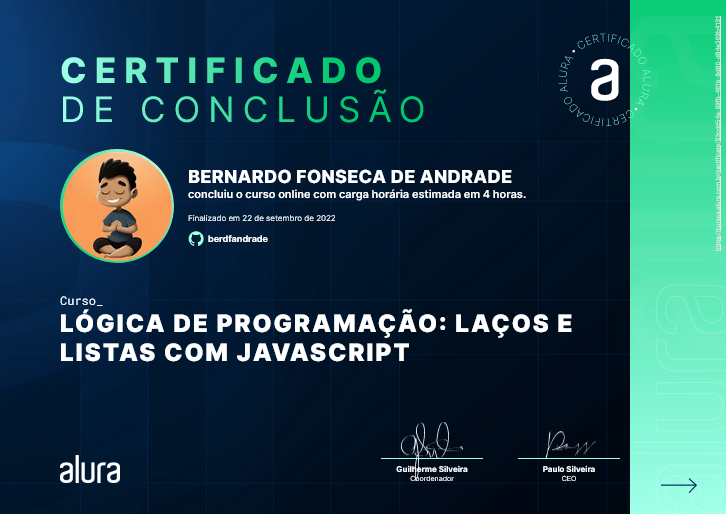 CERTIFICADO
DE CONCLUSÃO
CERTIFICADO ALURA • CERTIFICADO ALURA •
a
BERNARDO FONSECA DE ANDRADE
concluiu o curso online com carga horária estimada em 4 horas.
Finalizado em 22 de setembro de 2022
berdfandrade
Curso_
LÓGICA DE PROGRAMAÇÃO: LAÇOS E
LISTAS COM JAVASCRIPT
alura
Guilherme Silveira
Coordenador
Paulo Silveira
CEO
alura